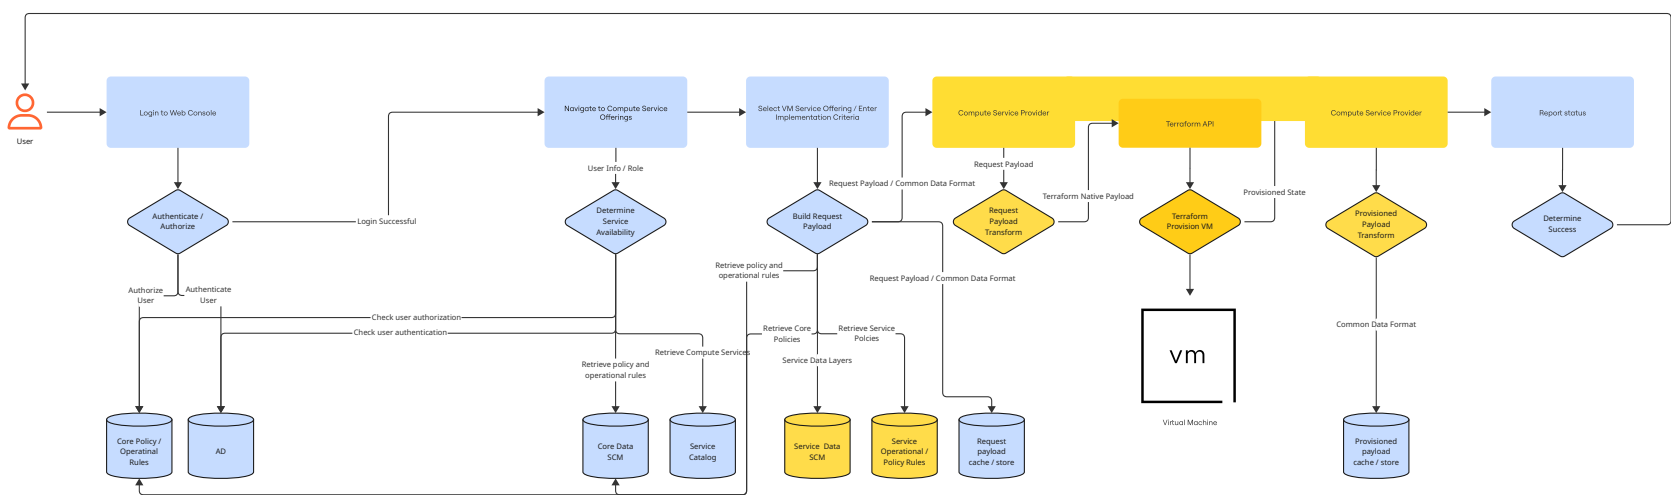 User
Login to Web Console
Navigate to Compute Service
Offerings
Select VM Service Offering / Enter
Implementation Criteria
Compute Service Provider
Terraform API
Compute Service Provider
Report status
User Info / Role
Request Payload
Request Payload / Common Data Format
Terraform Native Payload
Provisioned State
Authenticate /
Authorize
Login Successful
Determine
Service
Availability
Build Request
Payload
Request
Payload
Transform
Terraform
Provision VM
Provisioned
Payload
Transform
Determine
Success
Retrieve policy and
operational rules
Request Payload / Common Data Format
Authorize
User
Authenticate
User
Check user authorization
Check user authentication
Retrieve Core
Policies
Retrieve Service
Polcies
Common Data Format
Retrieve Compute Services
Service Data Layers
Retrieve policy and
operational rules
vm
Virtual Machine
Core Policy /
Operatinal
Rules
AD
Core Data
SCM
Service
Catalog
Service Data
SCM
Service
Operational /
Policy Rules
Request
payload
cache / store
Provisioned
payload
cache / store